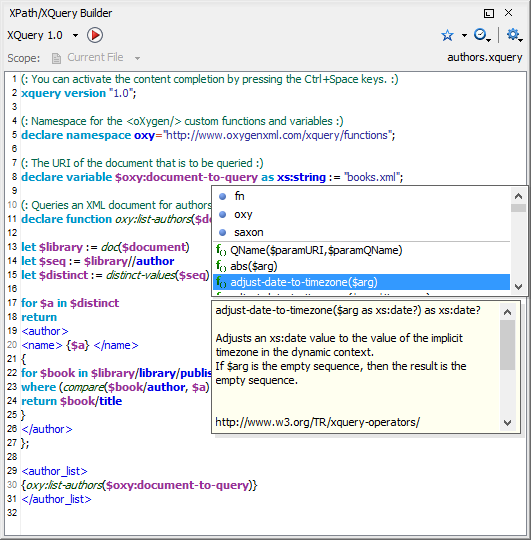 XPath/XQuery Builder
XQuery 1.0
Scope: Current File
authors.xquery
1 (: You can activate the content completion by pressing the Ctrl+Space keys. :)
2 xquery version "1.0";
3
4 (: Namespace for the <oXygen/> custom functions and variables :)
5 declare namespace oxy="http://www.oxygenxml.com/xquery/functions";
6
7 (: The URI of the document that is to be queried :)
8 declare variable $oxy:document-to-query as xs:string := "books.xml";
9
10 (: Queries an XML document for authors
11 declare function oxy:list-authors($do
12
13 let $library := doc($document)
14 let $seq := $library//author
15 let $distinct := distinct-values($seq)
16
17 for $a in $distinct
18 return
19 <author>
20 <name> {$a} </name>
21 {
22 for $book in $library/library/publis
23 where (compare($book/author, $a)
24 return $book/title
25 }
26 </author>
27 };
28
29 <author_list>
30 {oxy:list-authors($oxy:document-to-query)}
31 </author_list>
32
fn
oxy
saxon
QName($paramURI,$paramQName)
abs($arg)
adjust-date-to-timezone($arg)
adjust-date-to-timezone($arg as xs:date?) as xs:date?
Adjusts an xs:date value to the value of the implicit
timezone in the dynamic context.
If $arg is the empty sequence, then the result is the
empty sequence.
http://www.w3.org/TR/xquery-operators/